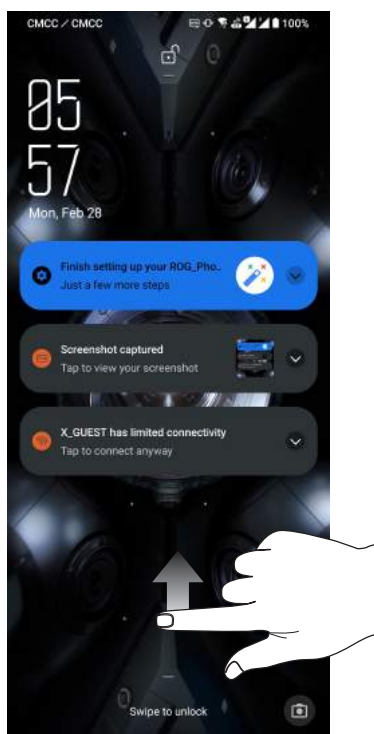 CMCC / CMCC
100%
05
57
Mon, Feb 28
Finish setting up your ROG_Pho..
Just a few more steps
Screenshot captured
Tap to view your screenshot
X_GUEST has limited connectivity
Tap to connect anyway
Swipe to unlock